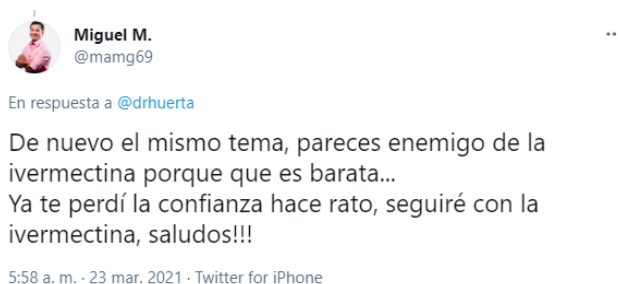 Miguel M.
@mamg69
En respuesta a @drhuerta
De nuevo el mismo tema, pareces enemigo de la
ivermectina porque que es barata...
Ya te perdí la confianza hace rato, seguiré con la
ivermectina, saludos!!!
5:58 a. m. · 23 mar. 2021 · Twitter for iPhone